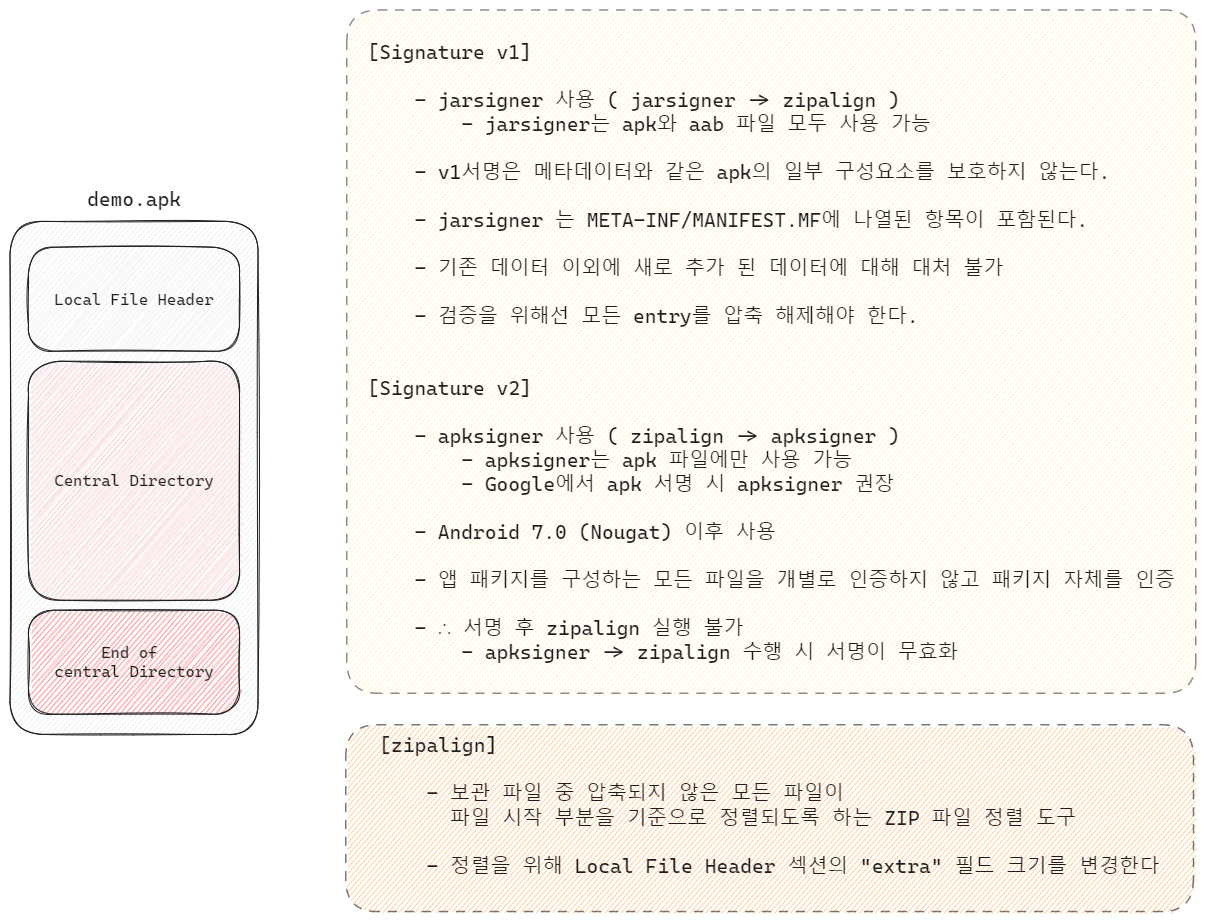 demo.apk
Local File Header
Central Directory
End of
central Directory
[Signature v1]
- jarsigner 사용 ( jarsigner → zipalign )
- jarsigner는 apk와 aab 파일 모두 사용 가능
- v1서명은 메타데이터와 같은 apk의 일부 구성요소를 보호하지 않는다.
- jarsigner 는 META-INF/MANIFEST.MF에 나열된 항목이 포함된다.
- 기존 데이터 이외에 새로 추가 된 데이터에 대해 대처 불가
- 검증을 위해선 모든 entry를 압축 해제해야 한다.
[Signature v2]
- apksigner 사용 ( zipalign → apksigner )
- apksigner는 apk 파일에만 사용 가능
- Google에서 apk 서명 시 apksigner 권장
- Android 7.0 (Nougat) 이후 사용
- 앱 패키지를 구성하는 모든 파일을 개별로 인증하지 않고 패키지 자체를 인증
- ∴ 서명 후 zipalign 실행 불가
- apksigner → zipalign 수행 시 서명이 무효화
[zipalign]
- 보관 파일 중 압축되지 않은 모든 파일이
파일 시작 부분을 기준으로 정렬되도록 하는 ZIP 파일 정렬 도구
- 정렬을 위해 Local File Header 섹션의 "extra" 필드 크기를 변경한다